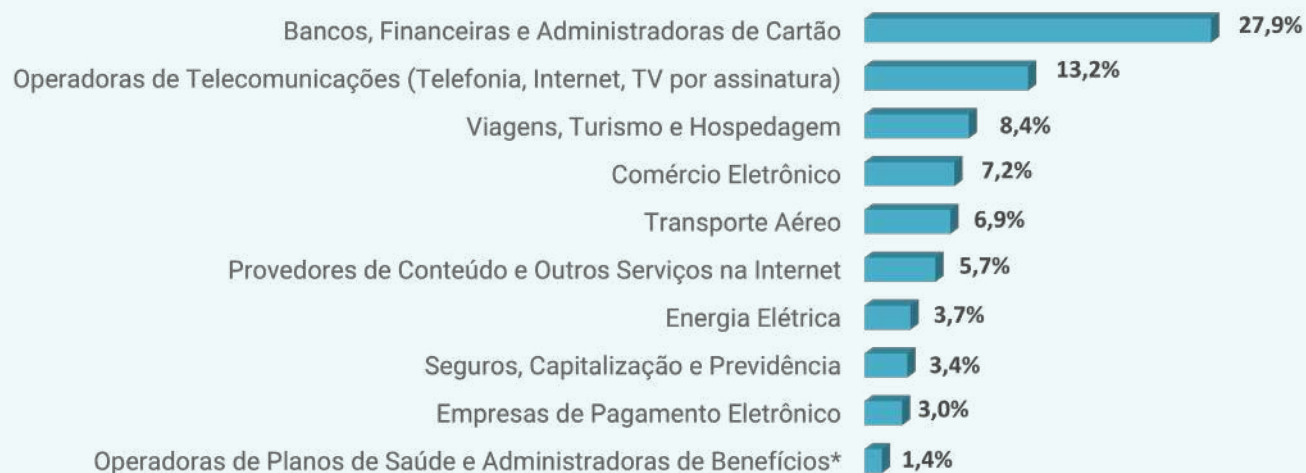 Bancos, Financeiras e Administradoras de Cartão 27,9%
Operadoras de Telecomunicações (Telefonia, Internet, TV por assinatura) 13,2%
Viagens, Turismo e Hospedagem 8,4%
Comércio Eletrônico 7,2%
Transporte Aéreo 6,9%
Provedores de Conteúdo e Outros Serviços na Internet 5,7%
Energia Elétrica 3,7%
Seguros, Capitalização e Previdência 3,4%
Empresas de Pagamento Eletrônico 3,0%
Operadoras de Planos de Saúde e Administradoras de Benefícios* 1,4%